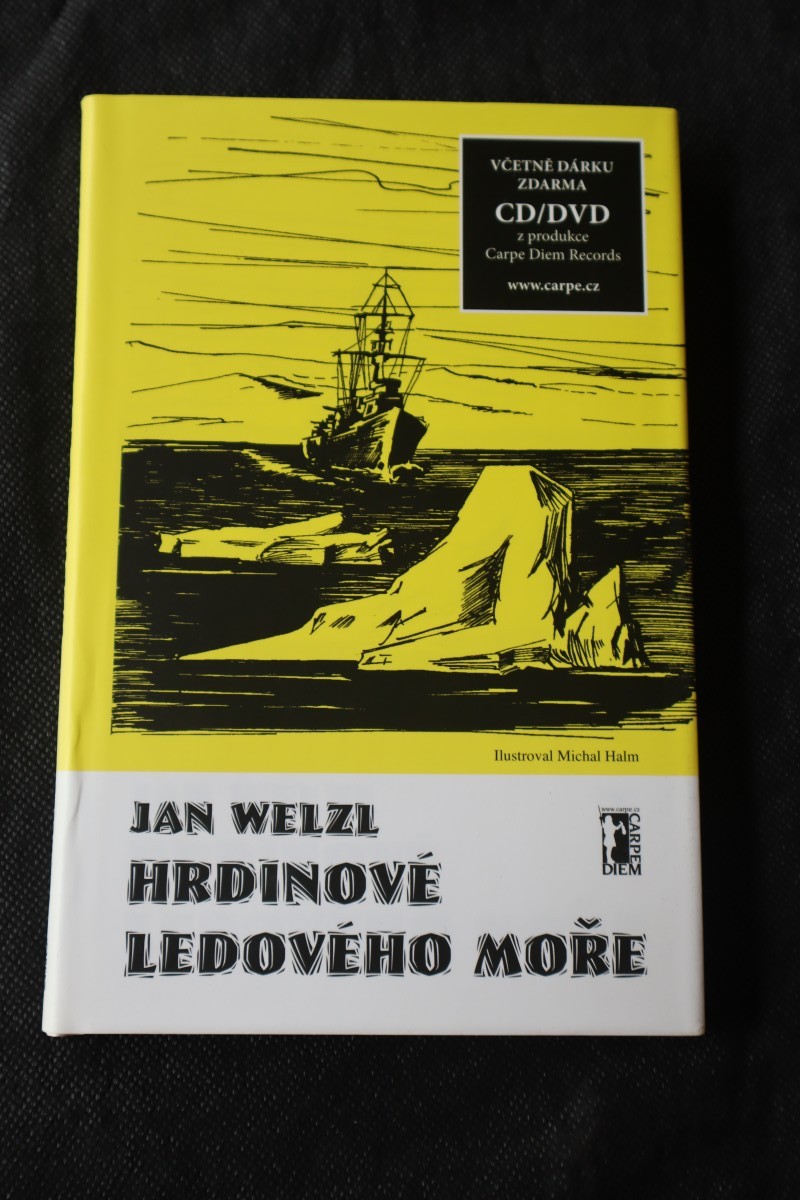 VČETNĚ DÁRKU
ZDARMA
CD/DVD
z produkce
Carpe Diem Records
www.carpe.cz
Ilustroval Michal Halm
JAN WELZL
HRDINOVÉ
LEDOVÉHO MOŘE
www.carpe.cz
CARPE
DIEM